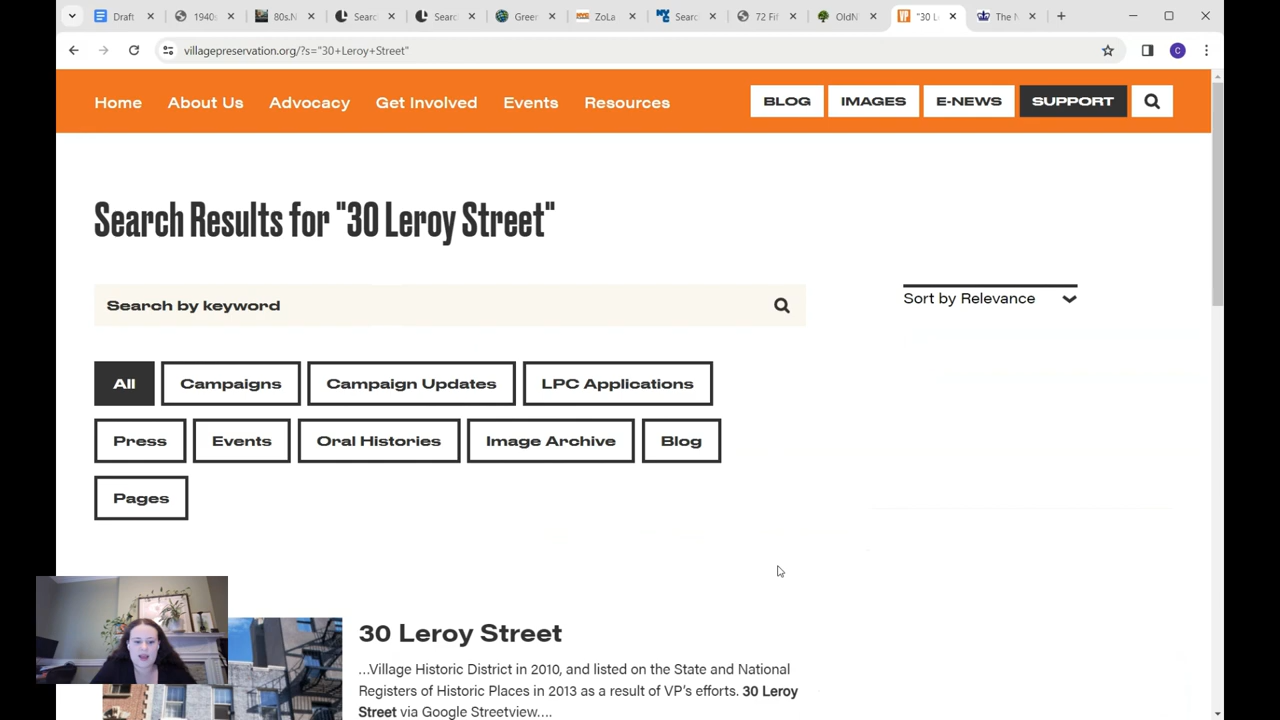 Draft
1940s
80s.N
Searc
Searc
Greer
ZoLa
Searc
72 Fif
OldN
"30 L
The N
villagepreservation.org/?s="30+Leroy+Street"
Home About Us Advocacy Get Involved Events Resources BLOG IMAGES E-NEWS SUPPORT
Search Results for "30 Leroy Street"
Search by keyword
Sort by Relevance
All Campaigns Campaign Updates LPC Applications
Press Events Oral Histories Image Archive Blog
Pages
30 Leroy Street
…Village Historic District in 2010, and listed on the State and National
Registers of Historic Places in 2013 as a result of VP's efforts. 30 Leroy
Street via Google Streetview….